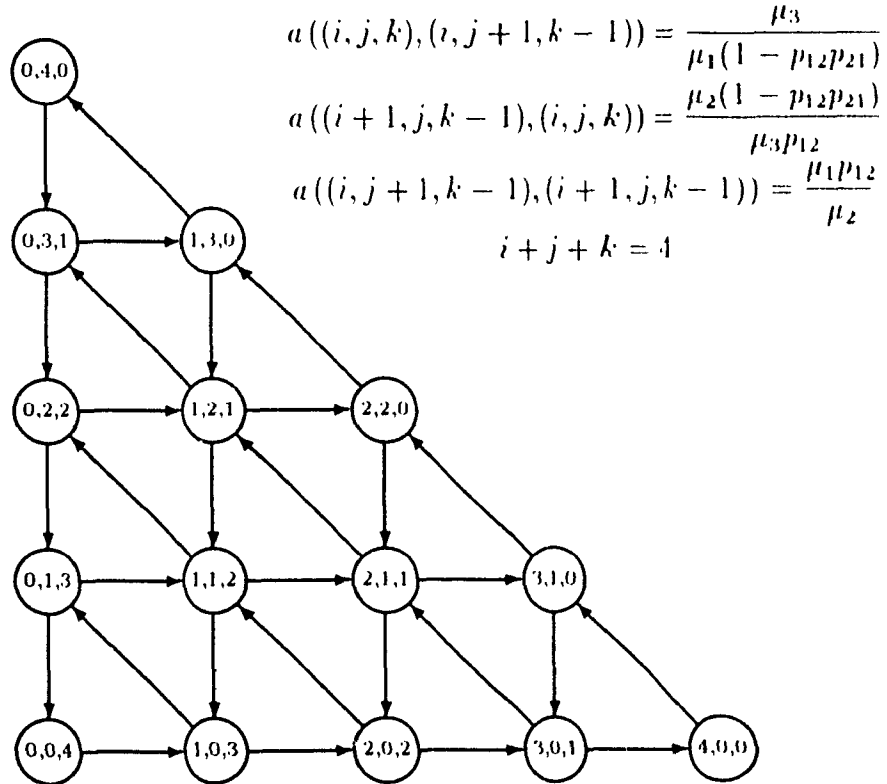 a((i, j, k), (i, j + 1, k − 1)) = μ₃ / μ₁(1 − p₁₂p₂₁)
a((i + 1, j, k − 1), (i, j, k)) = μ₂(1 − p₁₂p₂₁) / μ₃p₁₂
a((i, j + 1, k − 1), (i + 1, j, k − 1)) = μ₁p₁₂ / μ₂
i + j + k = 4
0,4,0
0,3,1 1,3,0
0,2,2 1,2,1 2,2,0
0,1,3 1,1,2 2,1,1 3,1,0
0,0,4 1,0,3 2,0,2 3,0,1 4,0,0